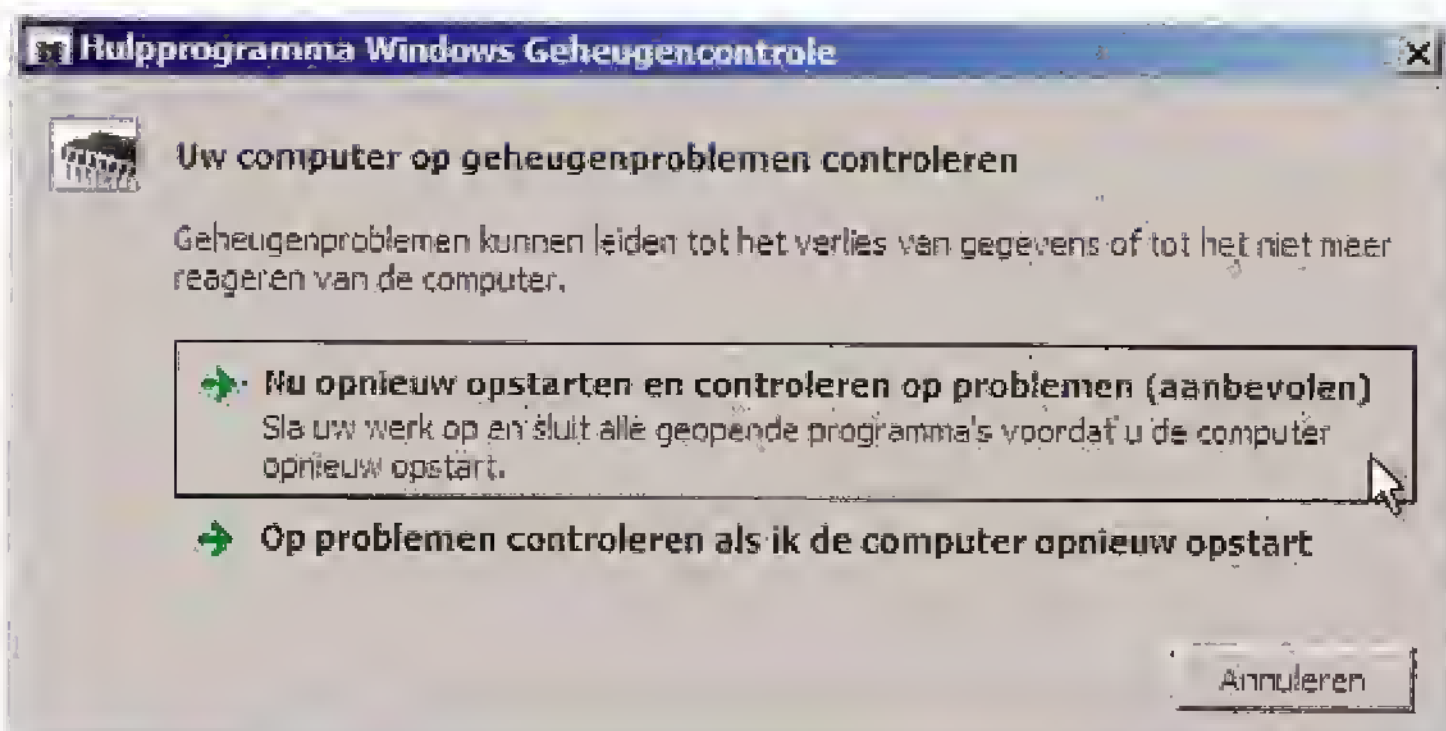 Hulpprogramma Windows Geheugencontrole
Uw computer op geheugenproblemen controleren
Geheugenproblemen kunnen leiden tot het verlies van gegevens of tot het niet meer
reageren van de computer.
Nu opnieuw opstarten en controleren op problemen (aanbevolen)
Sla uw werk op en sluit alle geopende programma's voordat u de computer
opnieuw opstart.
Op problemen controleren als ik de computer opnieuw opstart
Annuleren